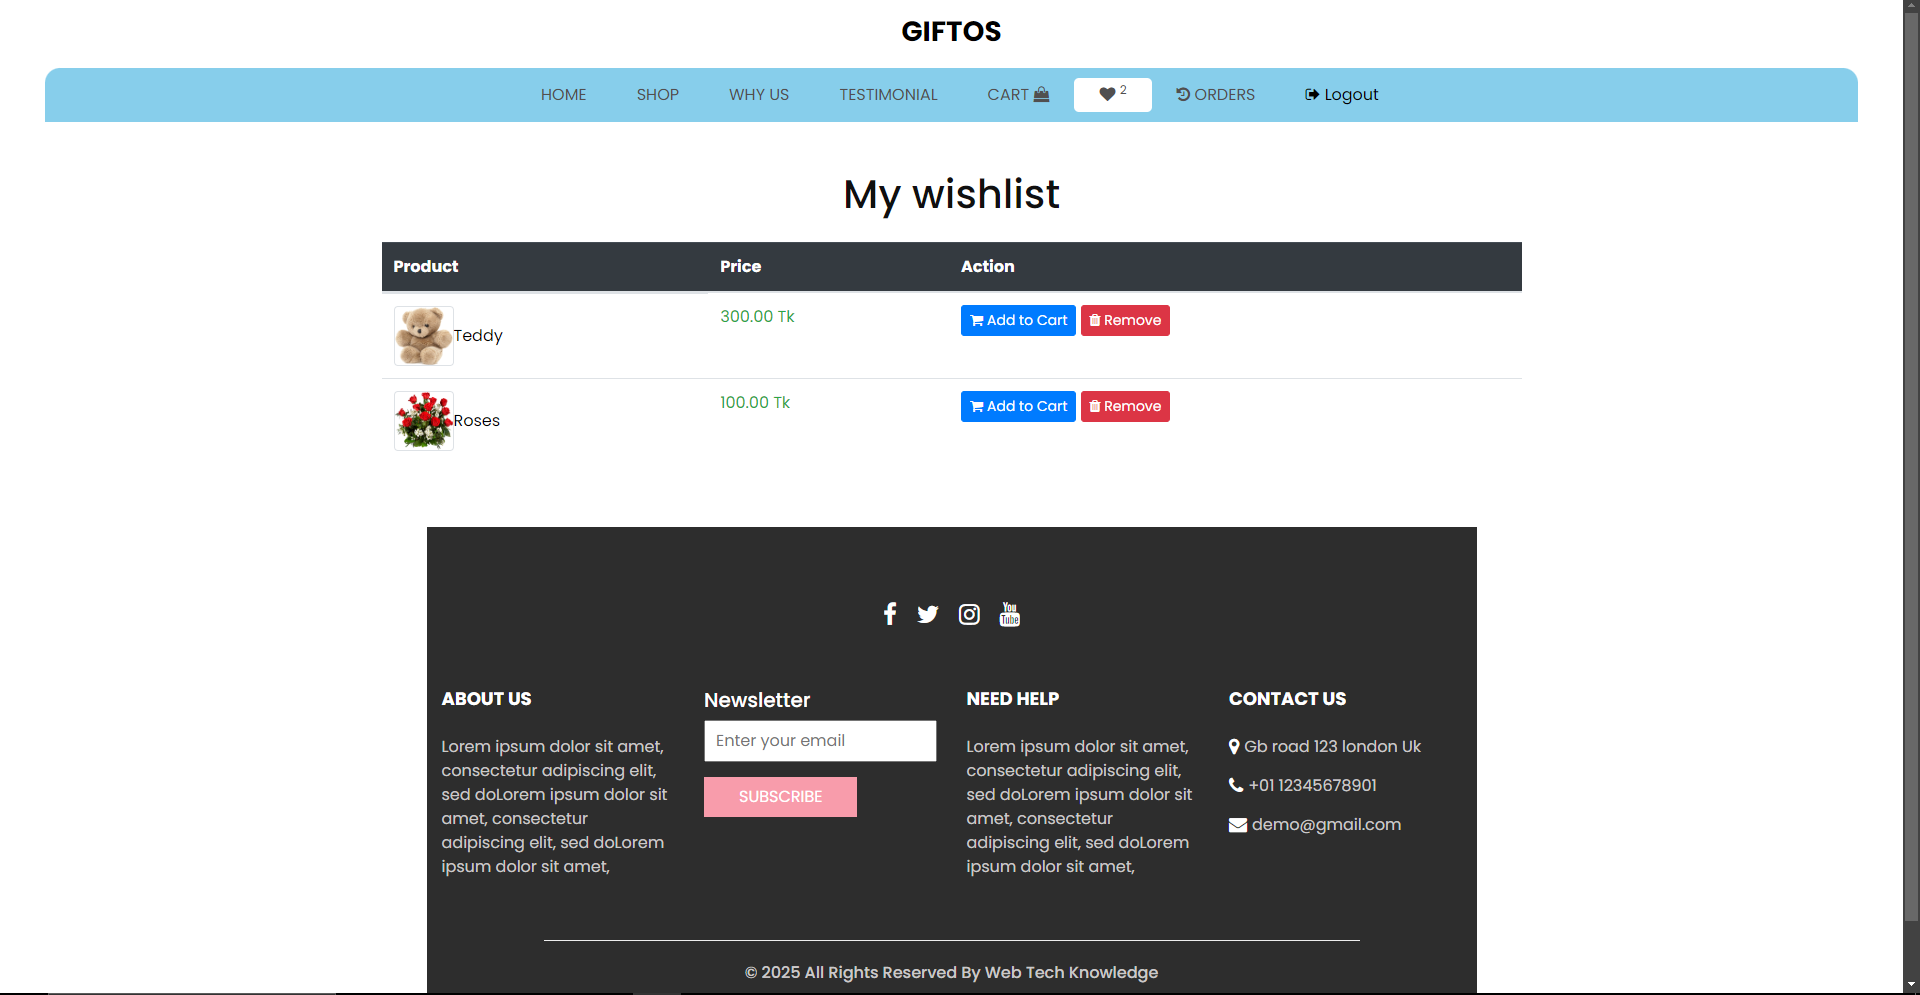 GIFTOS
HOME SHOP WHY US TESTIMONIAL CART 2 ORDERS Logout
My wishlist
Product Price Action
Teddy 300.00 Tk Add to Cart Remove
Roses 100.00 Tk Add to Cart Remove
You
Tube
ABOUT US
Lorem ipsum dolor sit amet,
consectetur adipiscing elit,
sed doLorem ipsum dolor sit
amet, consectetur
adipiscing elit, sed doLorem
ipsum dolor sit amet,
Newsletter
Enter your email
SUBSCRIBE
NEED HELP
Lorem ipsum dolor sit amet,
consectetur adipiscing elit,
sed doLorem ipsum dolor sit
amet, consectetur
adipiscing elit, sed doLorem
ipsum dolor sit amet,
CONTACT US
Gb road 123 london Uk
+01 12345678901
demo@gmail.com
© 2025 All Rights Reserved By Web Tech Knowledge